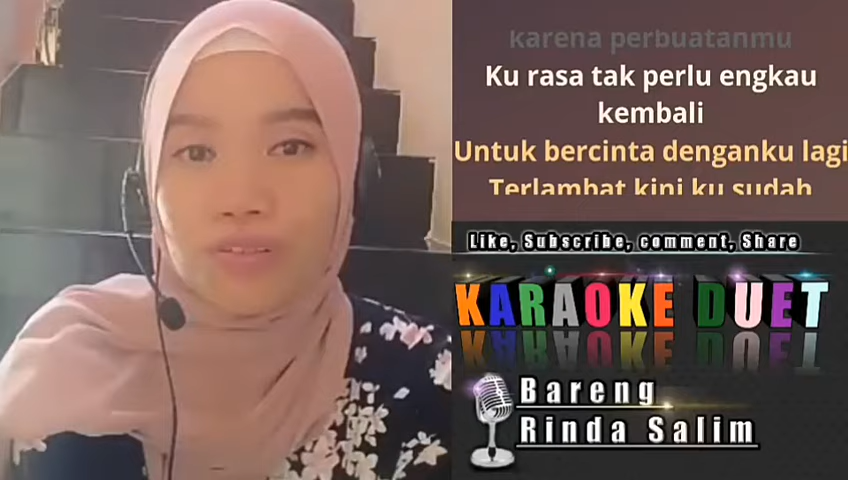 karena perbuatanmu
Ku rasa tak perlu engkau
kembali
Untuk bercinta denganku lagi
Terlambat kini ku sudah
Like, Subscribe, comment, Share
KARAOKE DUET
Bareng
Rinda Salim